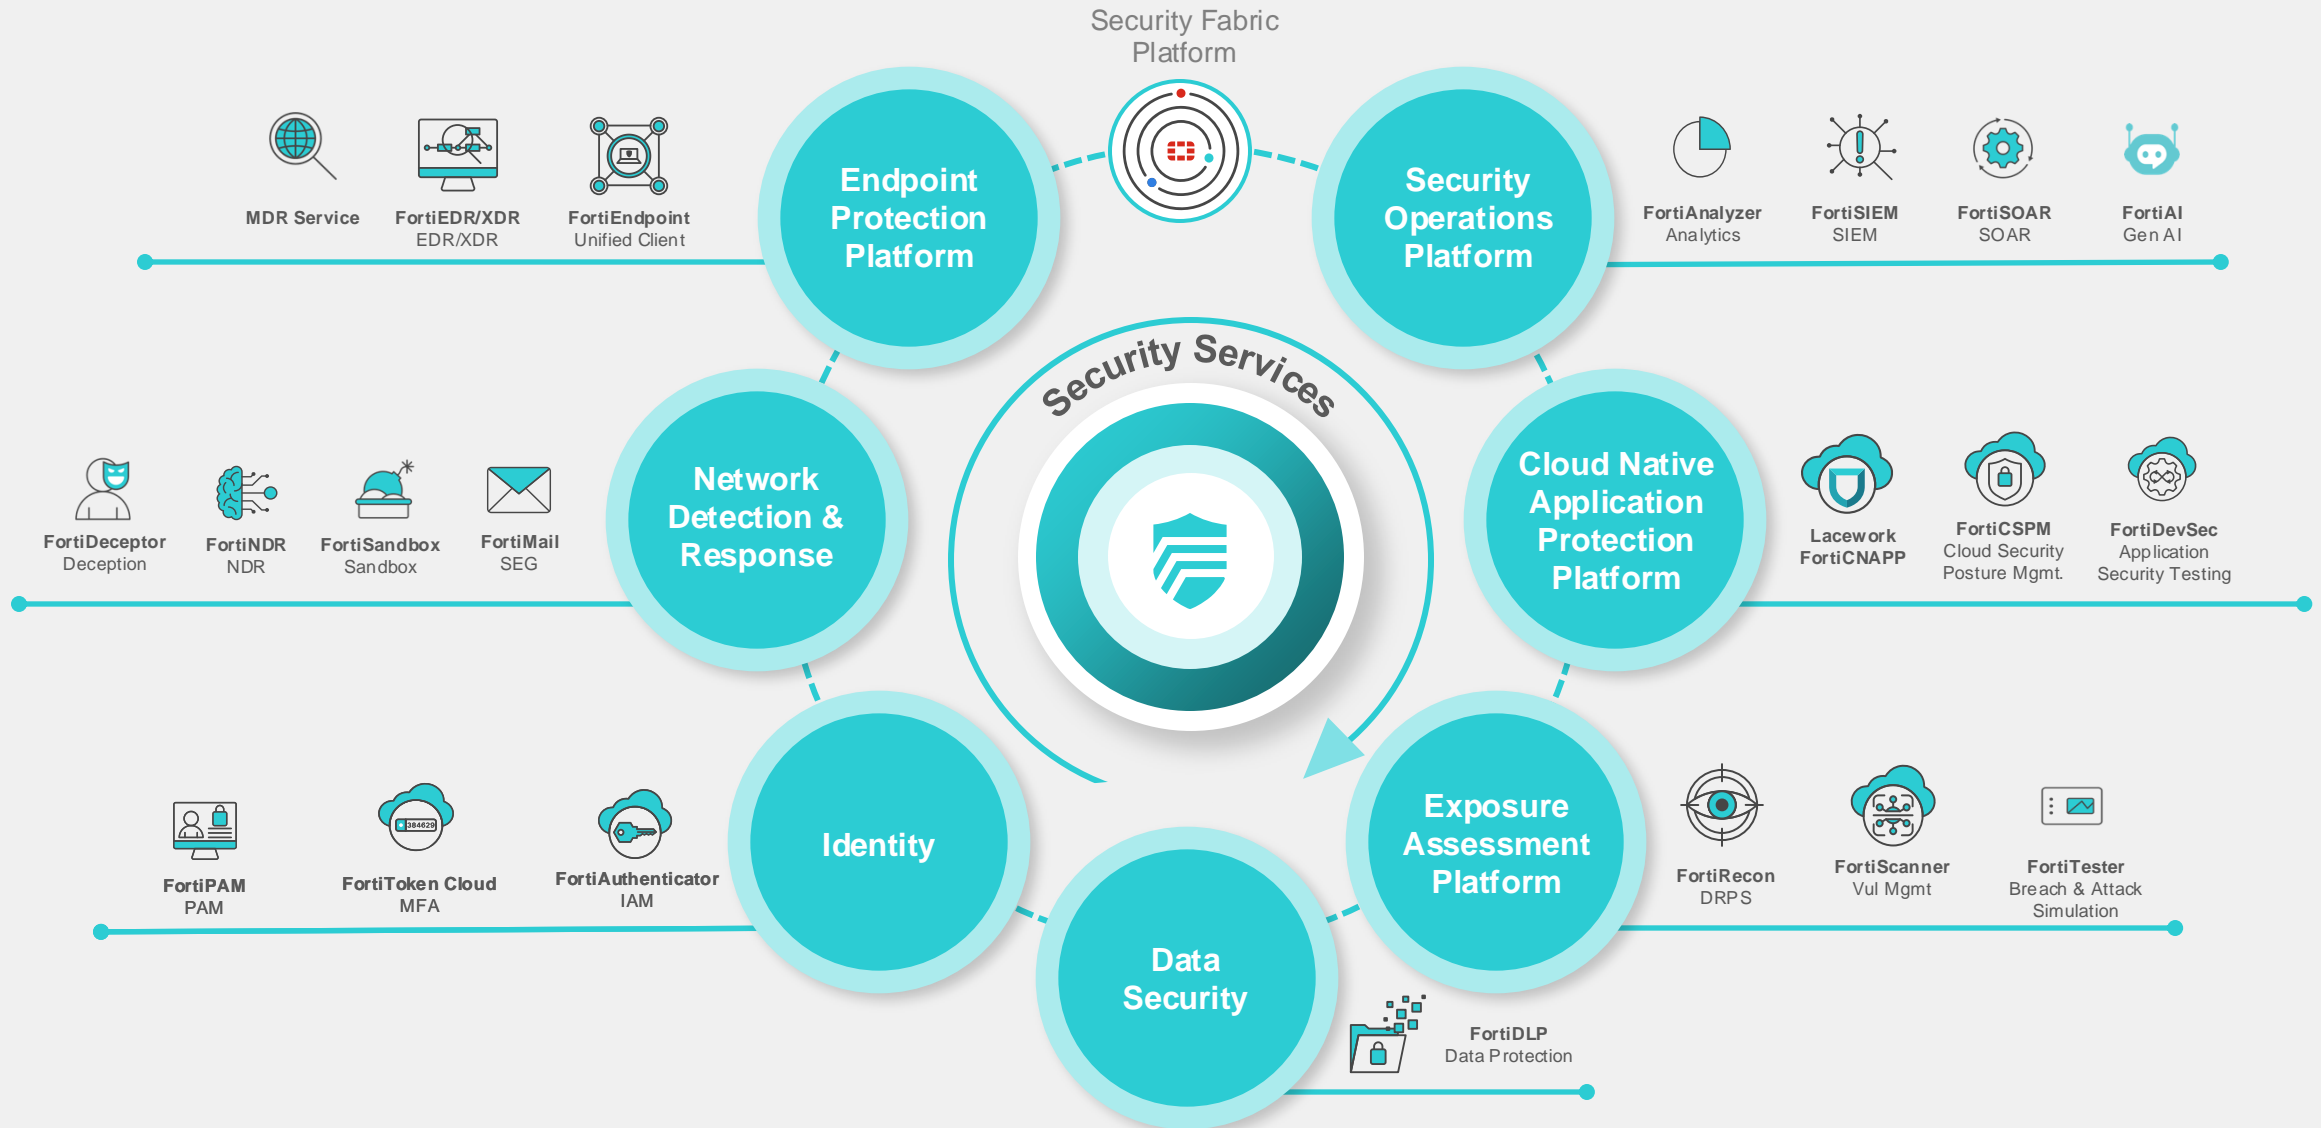 Security Fabric
Platform
Endpoint
Protection
Platform
MDR Service
FortiEDR/XDR
EDR/XDR
FortiEndpoint
Unified Client
Security
Operations
Platform
FortiAnalyzer
Analytics
FortiSIEM
SIEM
FortiSOAR
SOAR
FortiAI
Gen AI
Security Services
Network
Detection &
Response
FortiDeceptor
Deception
FortiNDR
NDR
FortiSandbox
Sandbox
FortiMail
SEG
Cloud Native
Application
Protection
Platform
Lacework
FortiCNAPP
FortiCSPM
Cloud Security
Posture Mgmt.
FortiDevSec
Application
Security Testing
Identity
FortiPAM
PAM
384629
FortiToken Cloud
MFA
FortiAuthenticator
IAM
Exposure
Assessment
Platform
FortiRecon
DRPS
FortiScanner
Vul Mgmt
FortiTester
Breach & Attack
Simulation
Data
Security
FortiDLP
Data Protection